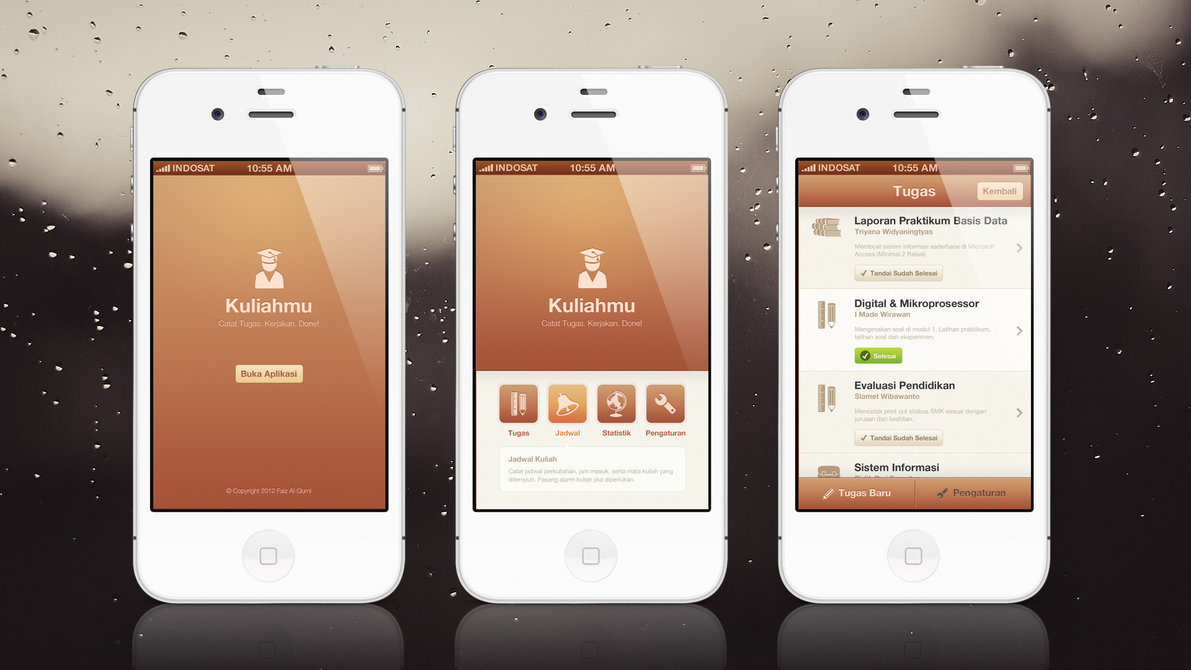 INDOSAT 10:55 AM
Kuliahmu
Catat Tugas. Kerjakan. Done!
Buka Aplikasi
© Copyright 2012 Faiz Al-Qurni
INDOSAT 10:55 AM
Kuliahmu
Catat Tugas. Kerjakan. Done!
Tugas Jadwal Statistik Pengaturan
Jadwal Kuliah
Catat jadwal perkuliahan, jam masuk, serta mata kuliah yang
ditempuh. Pasang alarm kuliah jika diperlukan.
INDOSAT 10:55 AM
Tugas Kembali
Laporan Praktikum Basis Data
Triyana Widyaningtyas
Membuat sistem informasi sederhana di Microsoft
Access (Minimal 2 Relasi)
Tandai Sudah Selesai
Digital & Mikroprosessor
I Made Wirawan
Mengerjakan soal di modul 1. Latihan praktikum,
latihan soal dan eksperimen.
Selesai
Evaluasi Pendidikan
Slamet Wibawanto
Mencetak print out silabus SMK sesuai dengan
jurusan dan keahlian.
Tandai Sudah Selesai
Sistem Informasi
Tugas Baru Pengaturan